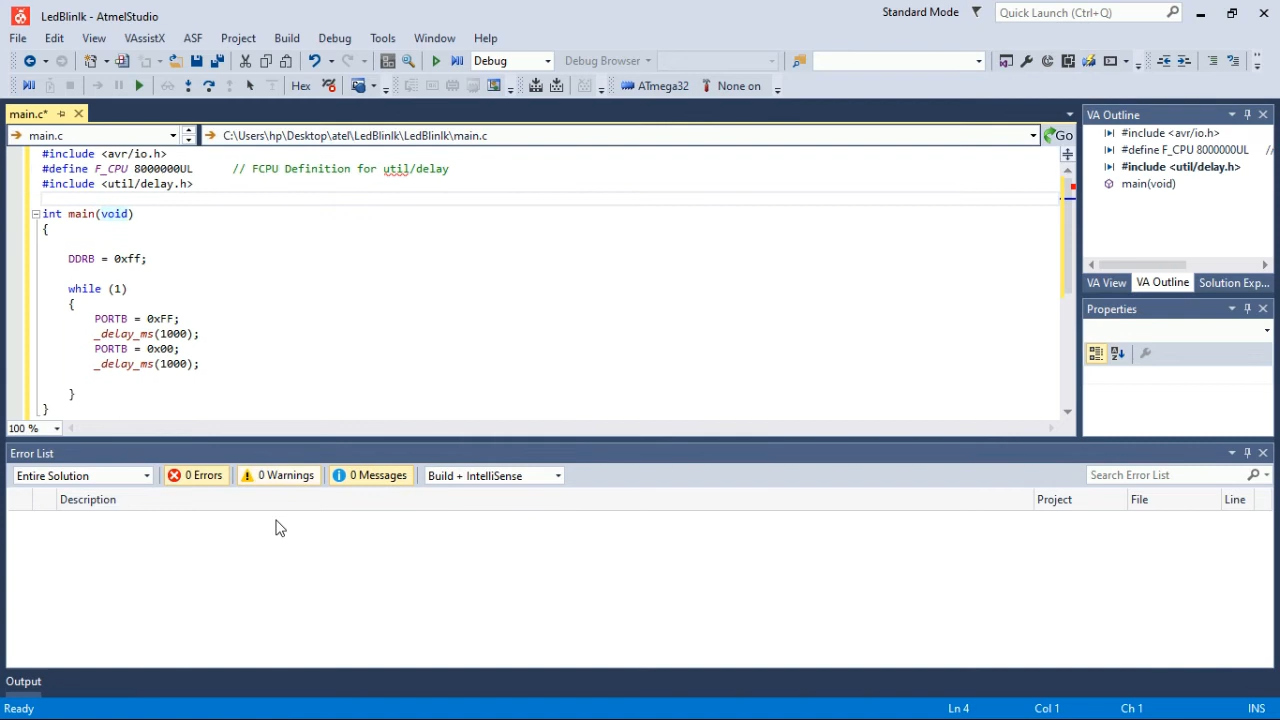 LedBlinlk - AtmelStudio
Standard Mode
Quick Launch (Ctrl+Q)
File Edit View VAssistX ASF Project Build Debug Tools Window Help
Debug
Debug Browser
Hex
ATmega32
None on
main.c*
main.c
C:\Users\hp\Desktop\atel\LedBlinlk\LedBlinlk\main.c
Go
#include <avr/io.h>
#define F_CPU 8000000UL // FCPU Definition for util/delay
#include <util/delay.h>
int main(void)
{
DDRB = 0xff;
while (1)
{
PORTB = 0xFF;
_delay_ms(1000);
PORTB = 0x00;
_delay_ms(1000);
}
}
100 %
VA Outline
#include <avr/io.h>
#define F_CPU 8000000UL //
#include <util/delay.h>
main(void)
VA View VA Outline Solution Exp...
Properties
Error List
Entire Solution
0 Errors
0 Warnings
0 Messages
Build + IntelliSense
Search Error List
Description Project File Line
Output
Ready Ln 4 Col 1 Ch 1 INS